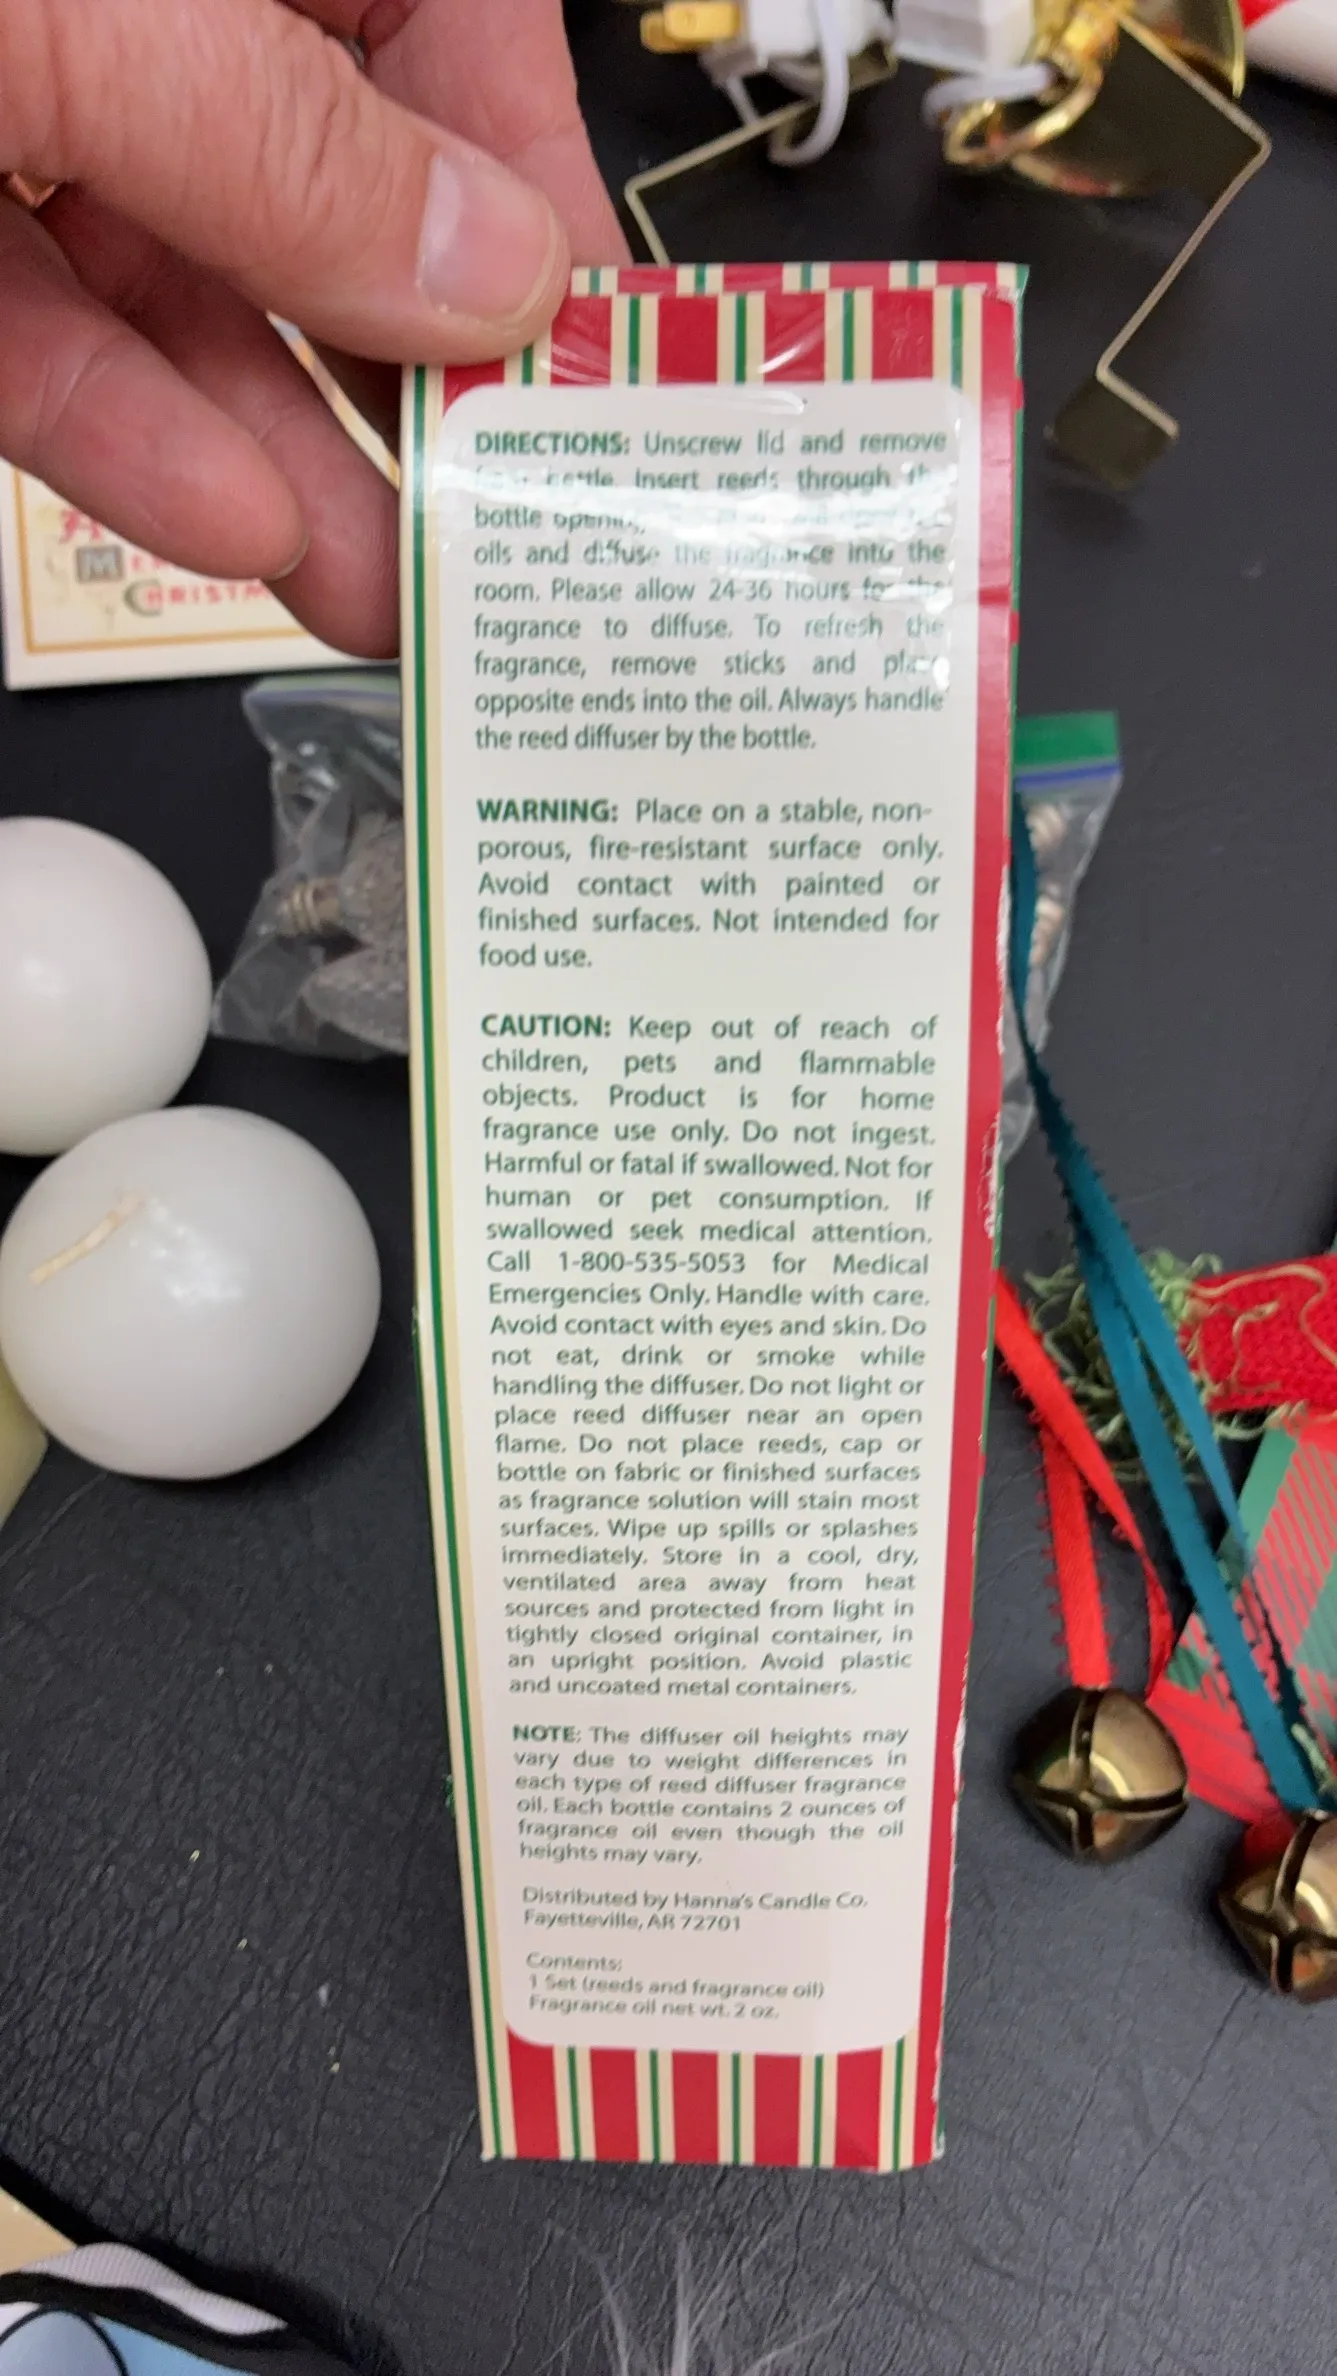 DIRECTIONS: Unscrew lid and remove
bottle. Insert reeds through
bottle
oils and diffuse the fragrance into the
room. Please allow 24-36 hours for the
fragrance to diffuse. To refresh the
fragrance, remove sticks and place
opposite ends into the oil. Always handle
the reed diffuser by the bottle.
WARNING: Place on a stable, non-
porous, fire-resistant surface only.
Avoid contact with painted or
finished surfaces. Not intended for
food use.
CAUTION: Keep out of reach of
children, pets and flammable
objects. Product is for home
fragrance use only. Do not ingest.
Harmful or fatal if swallowed. Not for
human or pet consumption. If
swallowed seek medical attention.
Call 1-800-535-5053 for Medical
Emergencies Only. Handle with care.
Avoid contact with eyes and skin. Do
not eat, drink or smoke while
handling the diffuser. Do not light or
place reed diffuser near an open
flame. Do not place reeds, cap or
bottle on fabric or finished surfaces
as fragrance solution will stain most
surfaces. Wipe up spills or splashes
immediately. Store in a cool, dry,
ventilated area away from heat
sources and protected from light in
tightly closed original container, in
an upright position. Avoid plastic
and uncoated metal containers.
NOTE: The diffuser oil heights may
vary due to weight differences in
each type of reed diffuser fragrance
oil. Each bottle contains 2 ounces of
fragrance oil even though the oil
heights may vary.
Distributed by Hanna's Candle Co.
Fayetteville, AR 72701
Contents:
1 Set (reeds and fragrance oil)
Fragrance oil net wt. 2 oz.